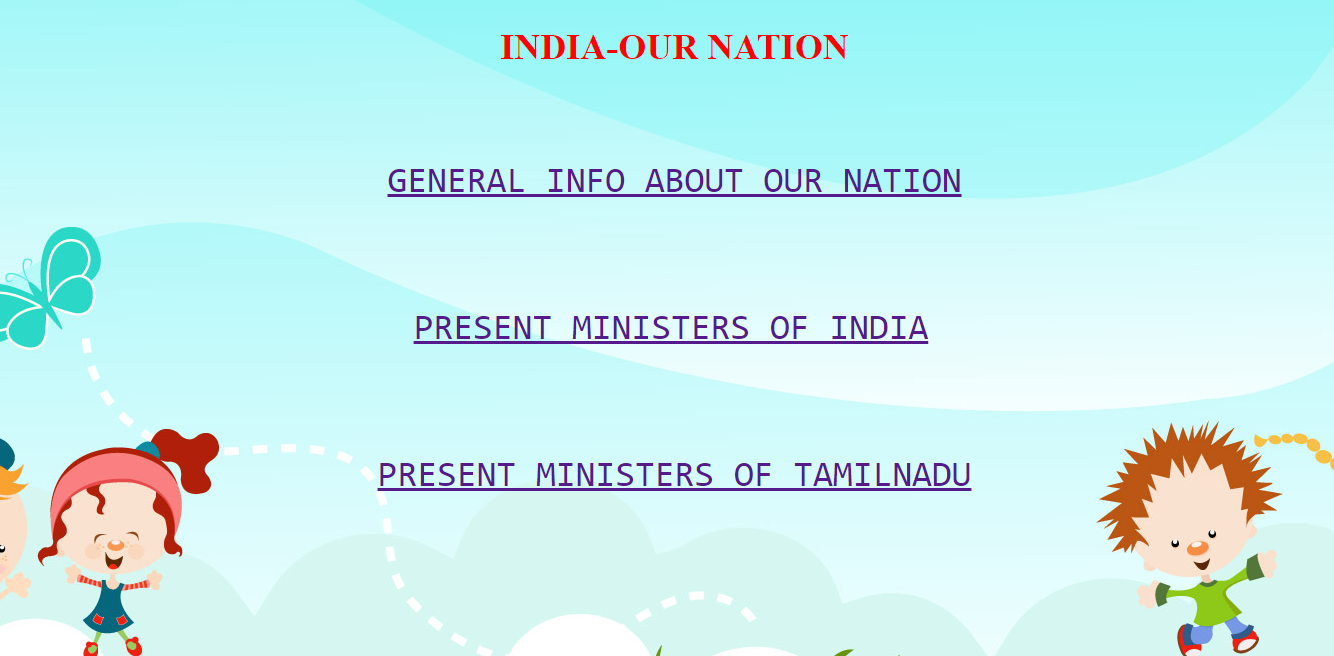 INDIA-OUR NATION
GENERAL INFO ABOUT OUR NATION
PRESENT MINISTERS OF INDIA
PRESENT MINISTERS OF TAMILNADU